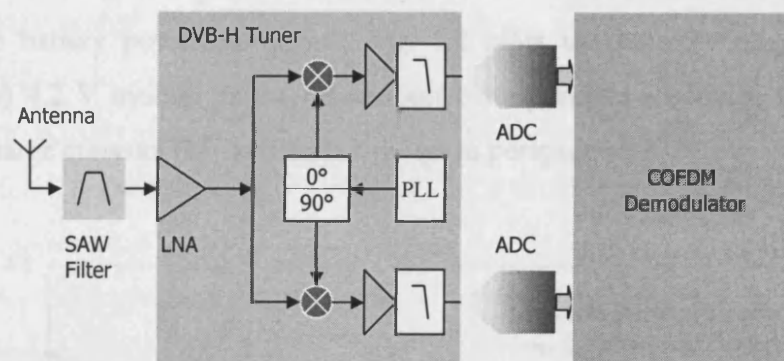 DVB-H Tuner
Antenna
SAW
Filter
LNA
0°
90°
PLL
ADC
ADC
COFDM
Demodulator